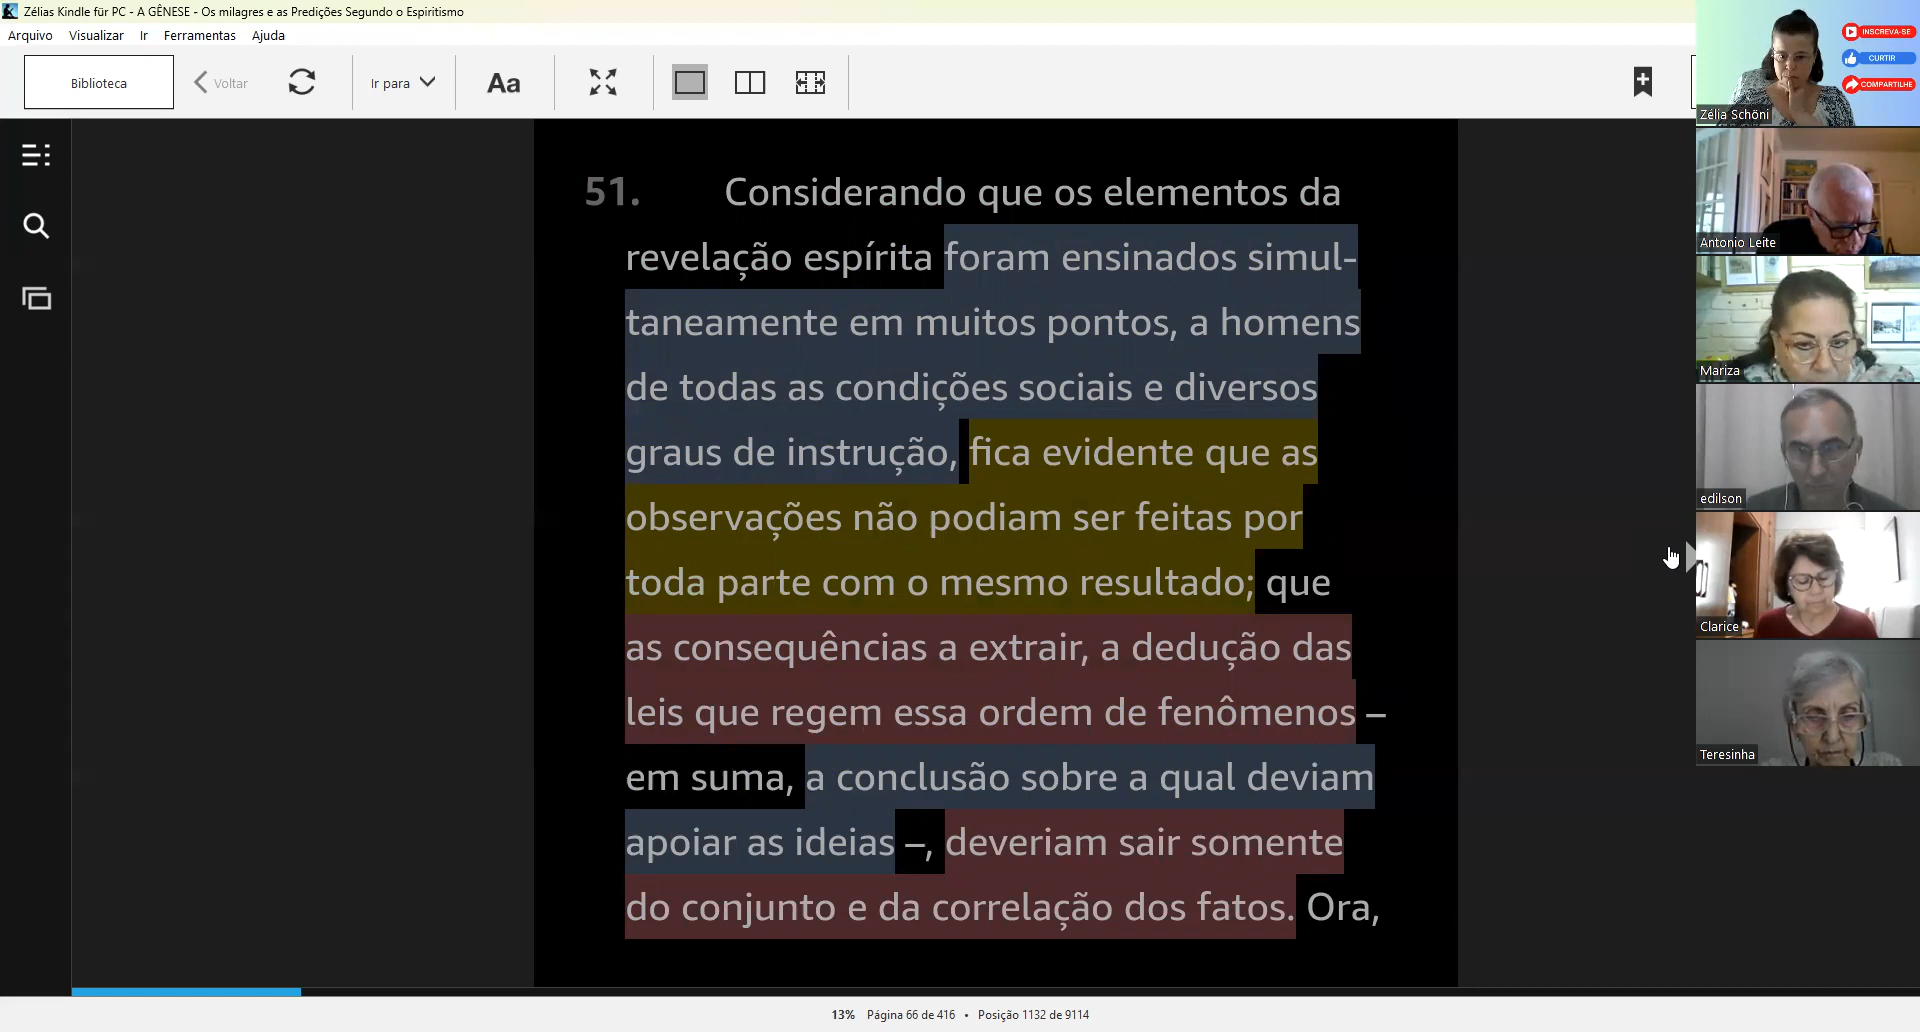 Zélias Kindle für PC - A GÊNESE - Os milagres e as Predições Segundo o Espiritismo
Arquivo Visualizar Ir Ferramentas Ajuda
Biblioteca Voltar Ir para Aa
INSCREVA-SE
CURTIR
COMPARTILHE
Zélia Schöni
Antonio Leite
Mariza
edilson
Clarice
Teresinha
51. Considerando que os elementos da
revelação espírita foram ensinados simul-
taneamente em muitos pontos, a homens
de todas as condições sociais e diversos
graus de instrução, fica evidente que as
observações não podiam ser feitas por
toda parte com o mesmo resultado; que
as consequências a extrair, a dedução das
leis que regem essa ordem de fenômenos –
em suma, a conclusão sobre a qual deviam
apoiar as ideias –, deveriam sair somente
do conjunto e da correlação dos fatos. Ora,
13% Página 66 de 416 • Posição 1132 de 9114